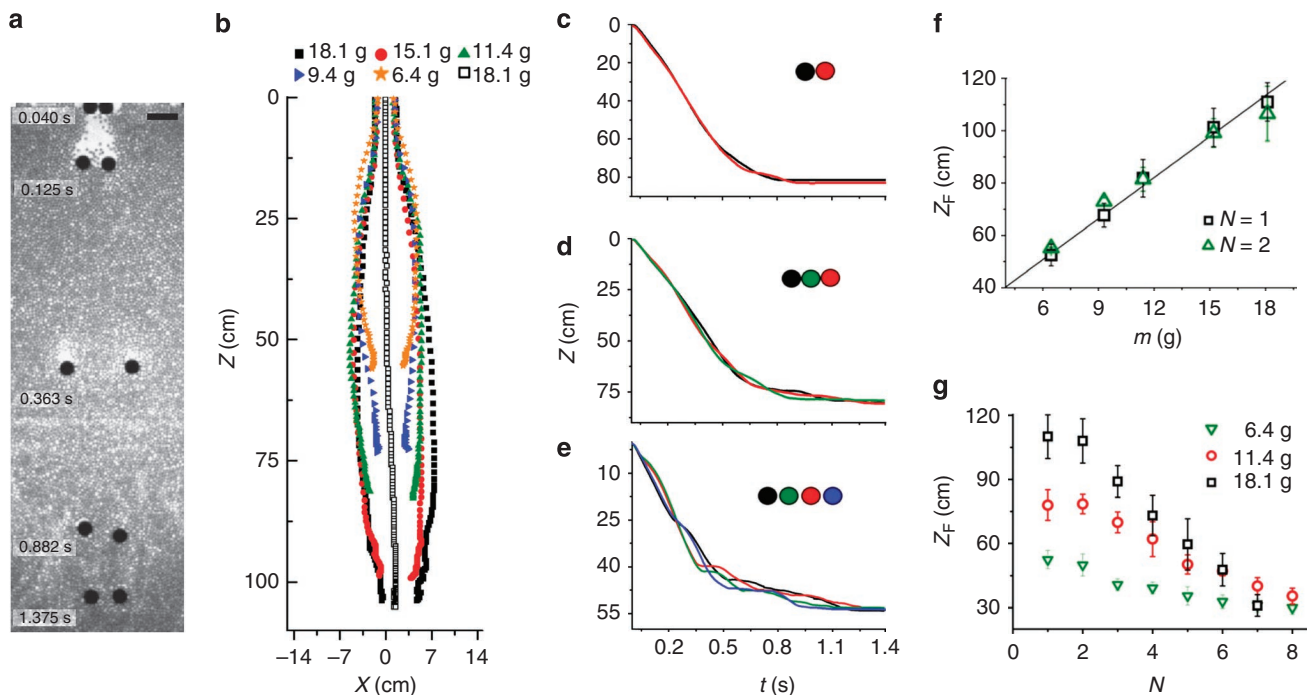 a
0.040 s
0.125 s
0.363 s
0.882 s
1.375 s
b
18.1 g 15.1 g 11.4 g
9.4 g 6.4 g 18.1 g
0
25
50
75
100
Z (cm)
–14 –7 0 7 14
X (cm)
c
0
20
40
60
80
d
0
25
50
75
Z (cm)
e
10
25
40
55
0.2 0.5 0.8 1.1 1.4
t (s)
f
120
100
80
60
40
Z_F (cm)
N = 1
N = 2
6 9 12 15 18
m (g)
g
120
90
60
30
Z_F (cm)
6.4 g
11.4 g
18.1 g
0 2 4 6 8
N